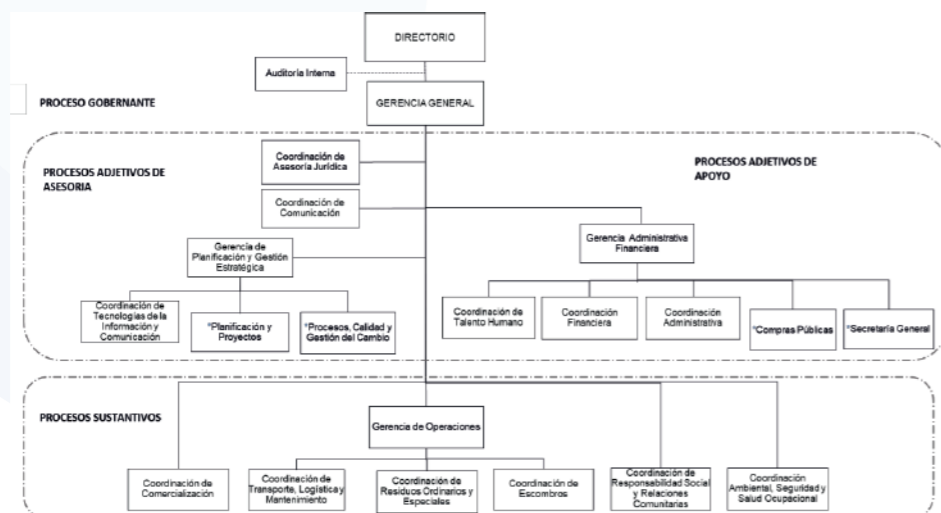 DIRECTORIO
Auditoría Interna
PROCESO GOBERNANTE
GERENCIA GENERAL
PROCESOS ADJETIVOS DE
ASESORIA
Coordinación de
Asesoría Jurídica
PROCESOS ADJETIVOS DE
APOYO
Coordinación de
Comunicación
Gerencia de
Planificación y Gestión
Estratégica
Gerencia Administrativa
Financiera
Coordinación de
Tecnologías de la
Información y
Comunicación
*Planificación y
Proyectos
*Procesos, Calidad y
Gestión del Cambio
Coordinación de
Talento Humano
Coordinación
Financiera
Coordinación
Administrativa
*Compras Públicas
*Secretaría General
PROCESOS SUSTANTIVOS
Gerencia de Operaciones
Coordinación de
Comercialización
Coordinación de
Transporte, Logística y
Mantenimiento
Coordinación de
Residuos Ordinarios y
Especiales
Coordinación de
Escombros
Coordinación de
Responsabilidad Social
y Relaciones
Comunitarias
Coordinación
Ambiental, Seguridad y
Salud Ocupacional